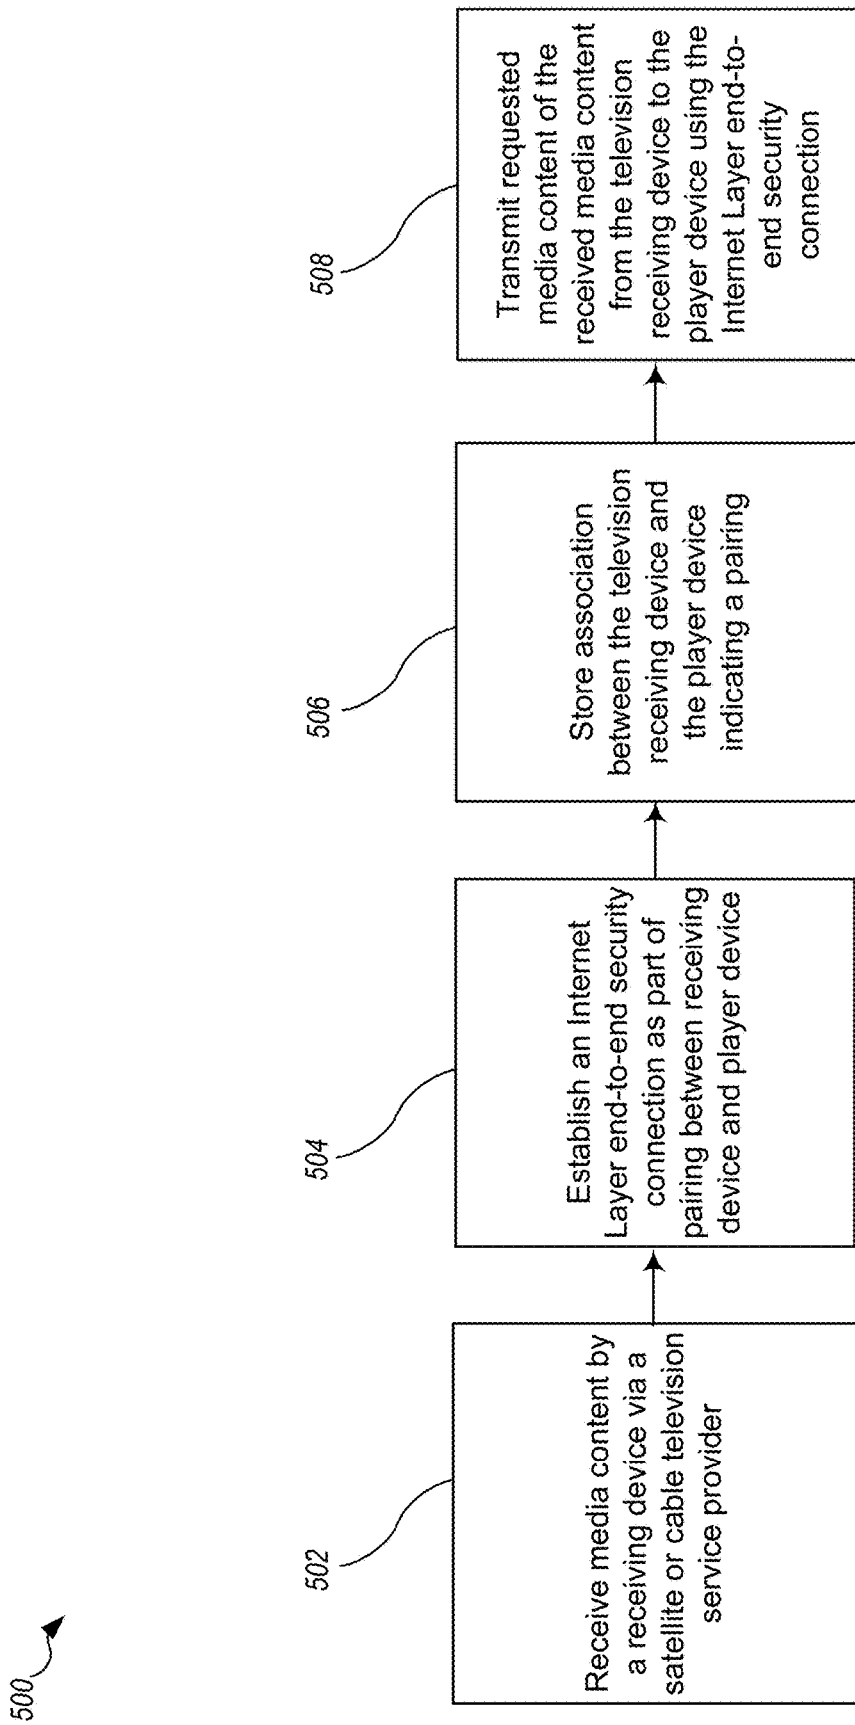 500
502
Receive media content by
a receiving device via a
satellite or cable television
service provider
504
Establish an Internet
Layer end-to-end security
connection as part of
pairing between receiving
device and player device
506
Store association
between the television
receiving device and
the player device
indicating a pairing
508
Transmit requested
media content of the
received media content
from the television
receiving device to the
player device using the
Internet Layer end-to-
end security
connection